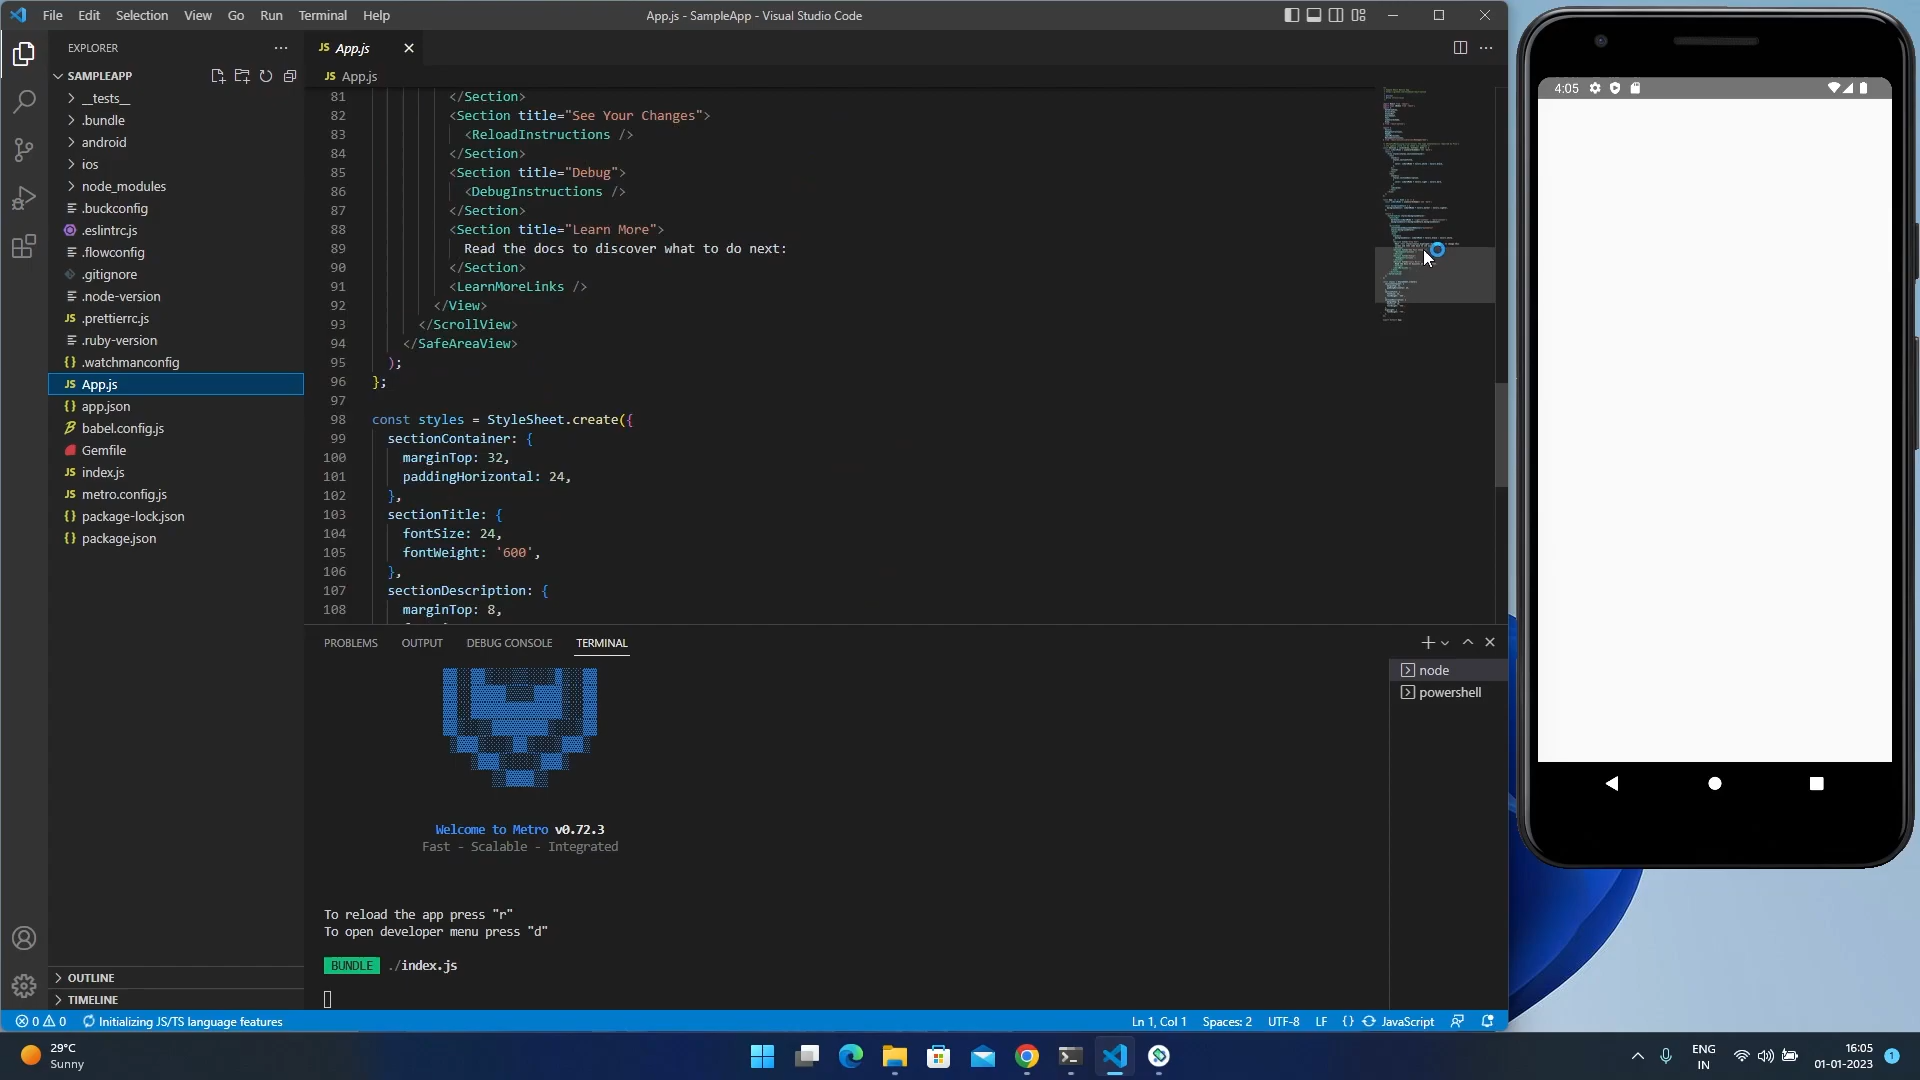 File Edit Selection View Go Run Terminal Help
App.js - SampleApp - Visual Studio Code
EXPLORER
SAMPLEAPP
__tests__
.bundle
android
ios
node_modules
.buckconfig
.eslintrc.js
.flowconfig
.gitignore
.node-version
.prettierrc.js
.ruby-version
.watchmanconfig
JS App.js
app.json
babel.config.js
Gemfile
JS index.js
JS metro.config.js
package-lock.json
package.json
OUTLINE
TIMELINE
JS App.js
JS App.js
81 </Section>
82 <Section title="See Your Changes">
83 <ReloadInstructions />
84 </Section>
85 <Section title="Debug">
86 <DebugInstructions />
87 </Section>
88 <Section title="Learn More">
89 Read the docs to discover what to do next:
90 </Section>
91 <LearnMoreLinks />
92 </View>
93 </ScrollView>
94 </SafeAreaView>
95 );
96 };
97
98 const styles = StyleSheet.create({
99 sectionContainer: {
100 marginTop: 32,
101 paddingHorizontal: 24,
102 },
103 sectionTitle: {
104 fontSize: 24,
105 fontWeight: '600',
106 },
107 sectionDescription: {
108 marginTop: 8,
PROBLEMS OUTPUT DEBUG CONSOLE TERMINAL
node
powershell
Welcome to Metro v0.72.3
Fast - Scalable - Integrated
To reload the app press "r"
To open developer menu press "d"
BUNDLE ./index.js
0 0 Initializing JS/TS language features
Ln 1, Col 1 Spaces: 2 UTF-8 LF {} JavaScript
4:05
29°C
Sunny
ENG
IN
16:05
01-01-2023
1